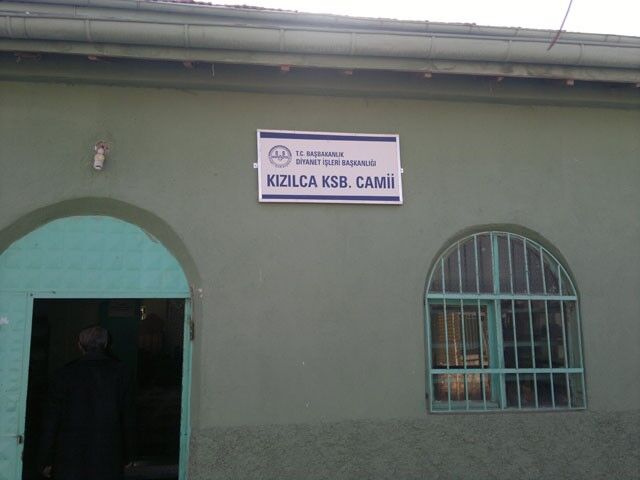 T.C. BAŞBAKANLIK
DİYANET İŞLERİ BAŞKANLIĞI
KIZILCA KSB. CAMİİ